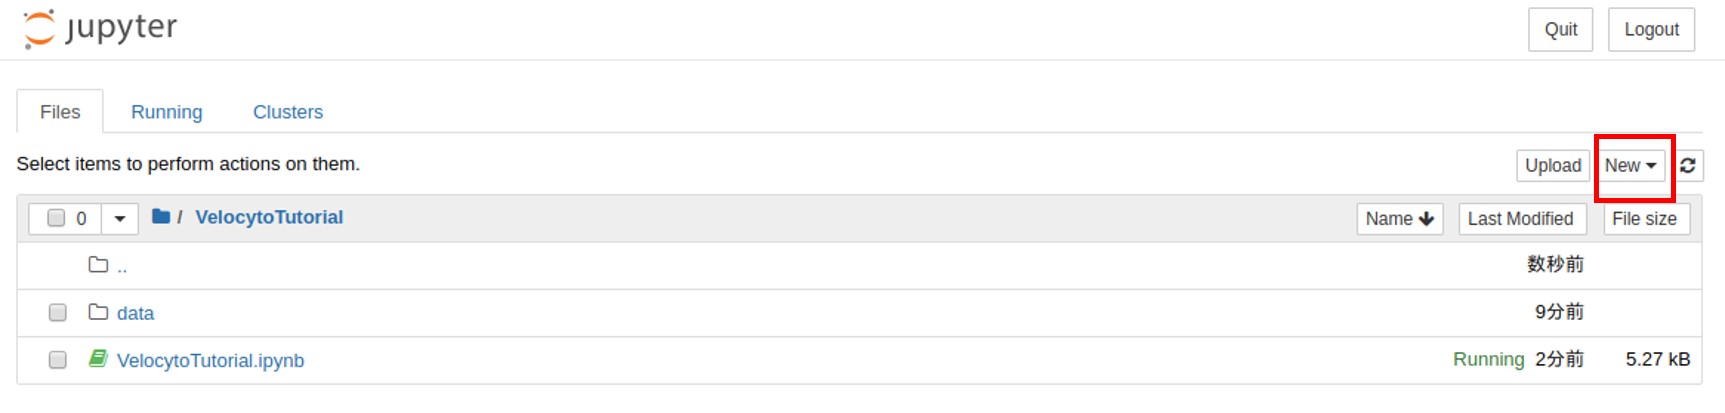 jupyter
Quit Logout
Files Running Clusters
Select items to perform actions on them.
Upload New
0 / VelocytoTutorial Name Last Modified File size
.. 数秒前
data 9分前
VelocytoTutorial.ipynb Running 2分前 5.27 kB